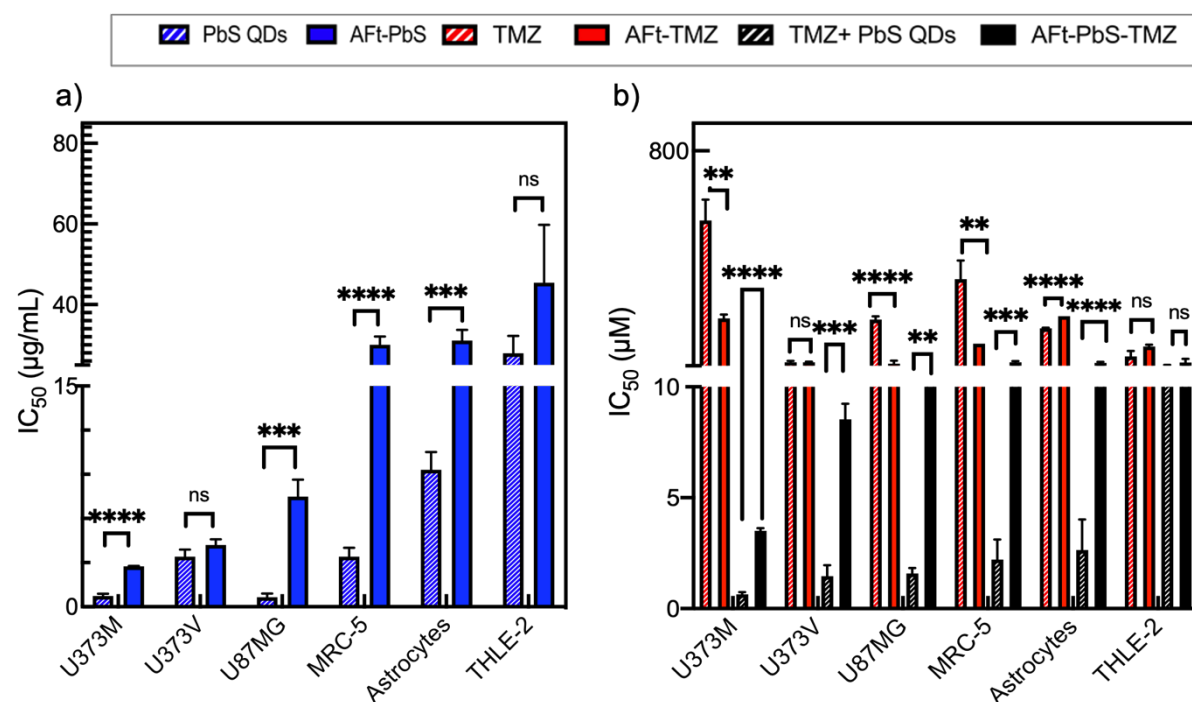 PbS QDs AFt-PbS TMZ AFt-TMZ TMZ+ PbS QDs AFt-PbS-TMZ
a)
IC50 (µg/mL)
80
60
40
15
0
**** ns *** **** *** ns
U373M U373V U87MG MRC-5 Astrocytes THLE-2
b)
IC50 (µM)
800
10
5
0
** **** ns *** **** ** ** *** **** **** ns ns
U373M U373V U87MG MRC-5 Astrocytes THLE-2